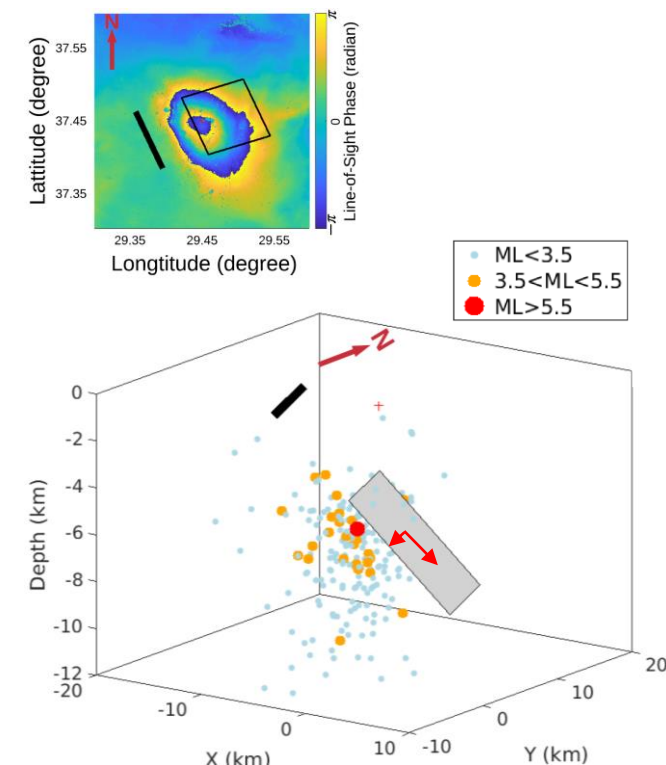 N
37.55
37.45
37.35
Lattitude (degree)
29.35 29.45 29.55
Longtitude (degree)
π
0
−π
Line-of-Sight Phase (radian)
ML<3.5
3.5<ML<5.5
ML>5.5
N
0
-2
-4
-6
-8
-10
-12
Depth (km)
-20
-10
0
10
X (km)
-10
0
10
20
Y (km)